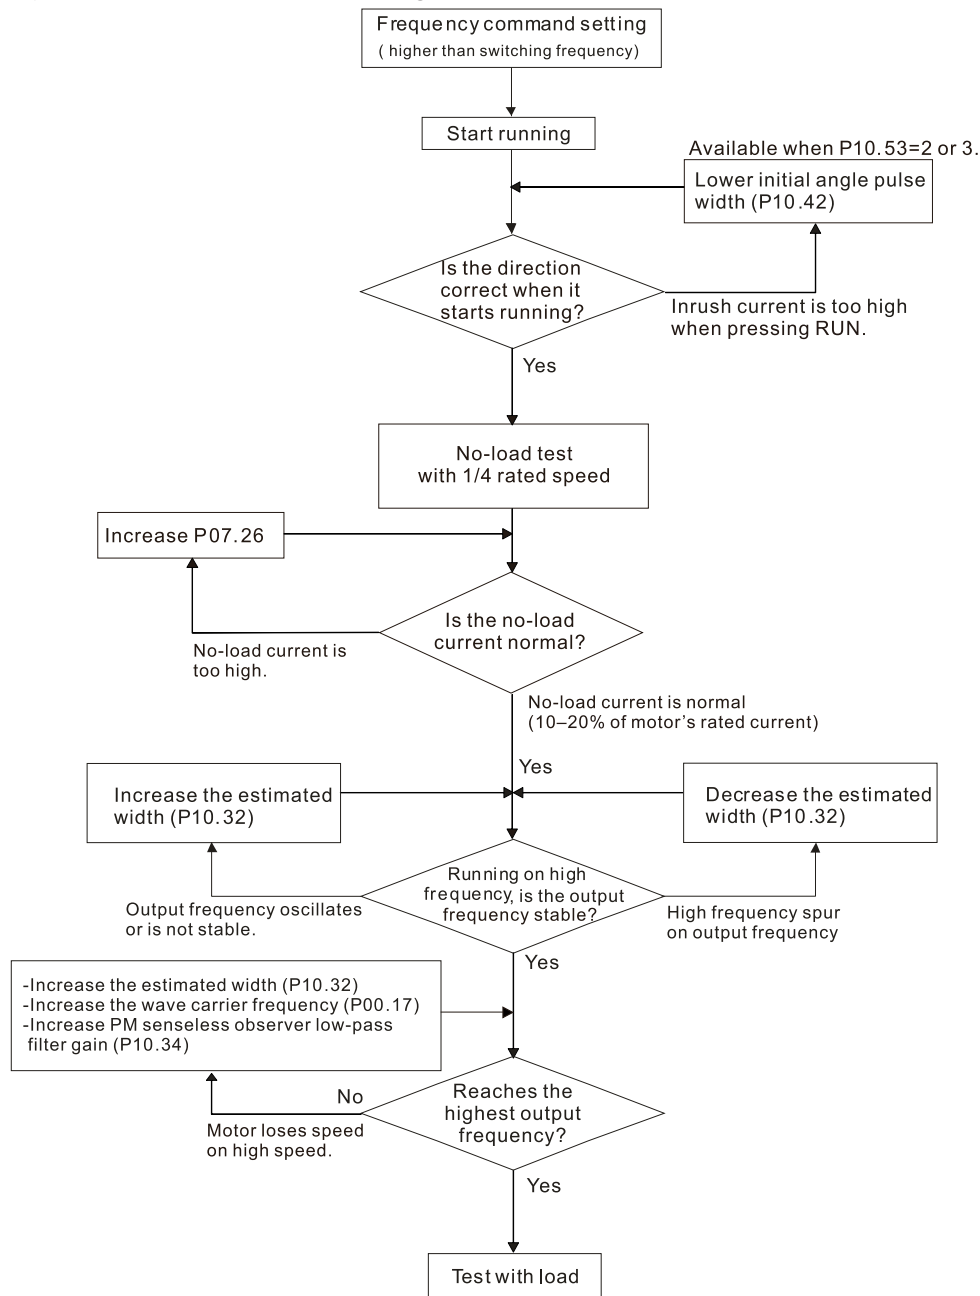 Frequency command setting
( higher than switching frequency)
Start running
Available when P10.53=2 or 3.
Lower initial angle pulse
width (P10.42)
Is the direction
correct when it
starts running?
Inrush current is too high
when pressing RUN.
Yes
No-load test
with 1/4 rated speed
Increase P07.26
Is the no-load
current normal?
No-load current is
too high.
No-load current is normal
(10–20% of motor's rated current)
Yes
Increase the estimated
width (P10.32)
Decrease the estimated
width (P10.32)
Running on high
frequency, is the output
frequency stable?
Output frequency oscillates
or is not stable.
High frequency spur
on output frequency
Yes
-Increase the estimated width (P10.32)
-Increase the wave carrier frequency (P00.17)
-Increase PM senseless observer low-pass
filter gain (P10.34)
Reaches the
highest output
frequency?
No
Motor loses speed
on high speed.
Yes
Test with load